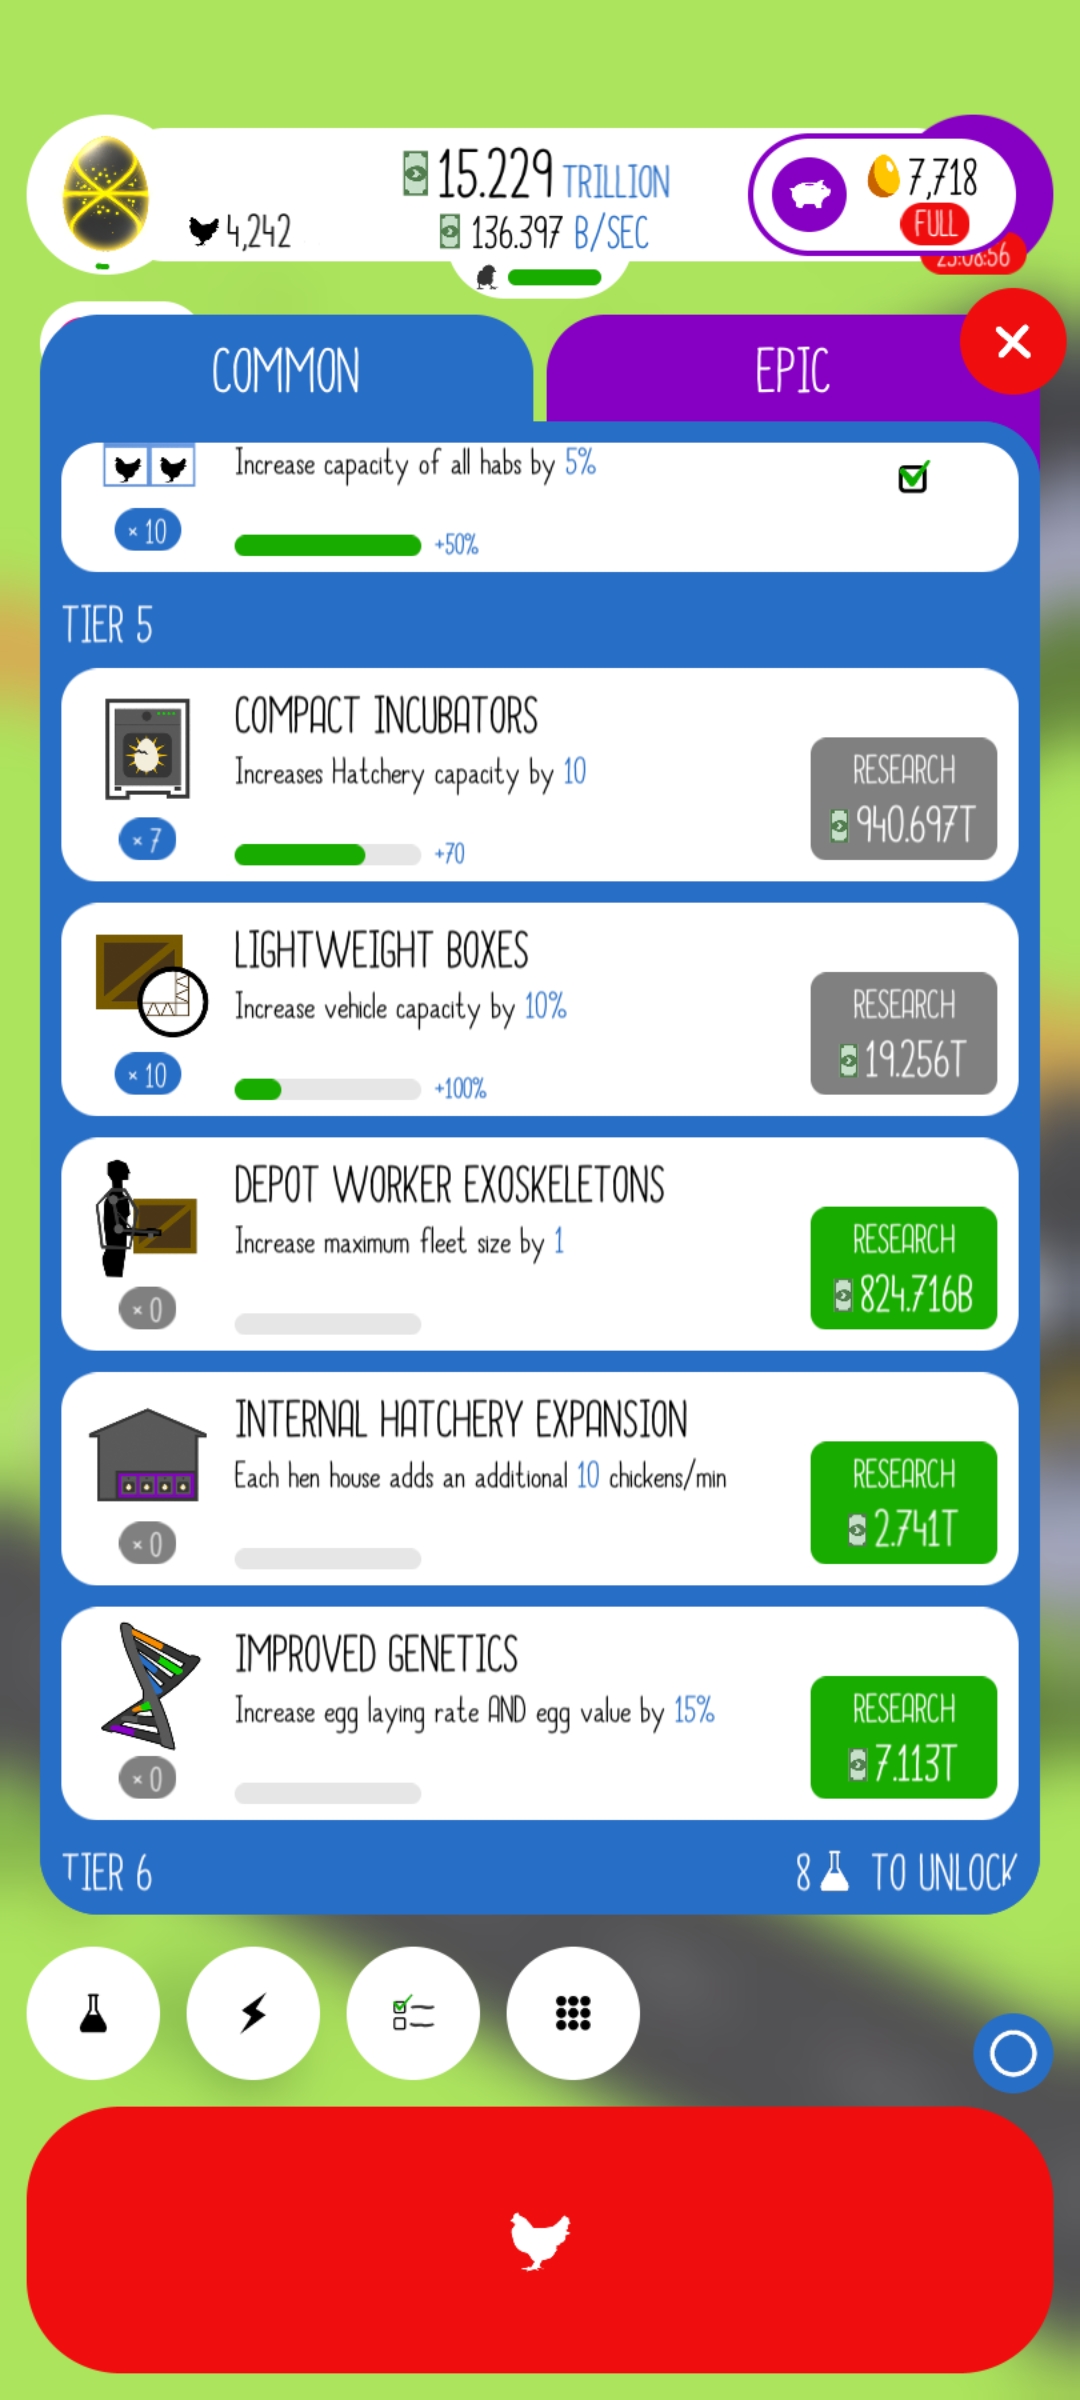 15.229 TRILLION
7,718
4,242
136.397 B/SEC
FULL
23:08:56
COMMON
EPIC
Increase capacity of all habs by 5%
× 10
+50%
TIER 5
COMPACT INCUBATORS
Increases Hatchery capacity by 10
RESEARCH
940.697T
× 7
+70
LIGHTWEIGHT BOXES
Increase vehicle capacity by 10%
RESEARCH
19.256T
× 10
+100%
DEPOT WORKER EXOSKELETONS
Increase maximum fleet size by 1
RESEARCH
824.716B
× 0
INTERNAL HATCHERY EXPANSION
Each hen house adds an additional 10 chickens/min
RESEARCH
2.741T
× 0
IMPROVED GENETICS
Increase egg laying rate AND egg value by 15%
RESEARCH
7.113T
× 0
TIER 6
8 TO UNLOCK